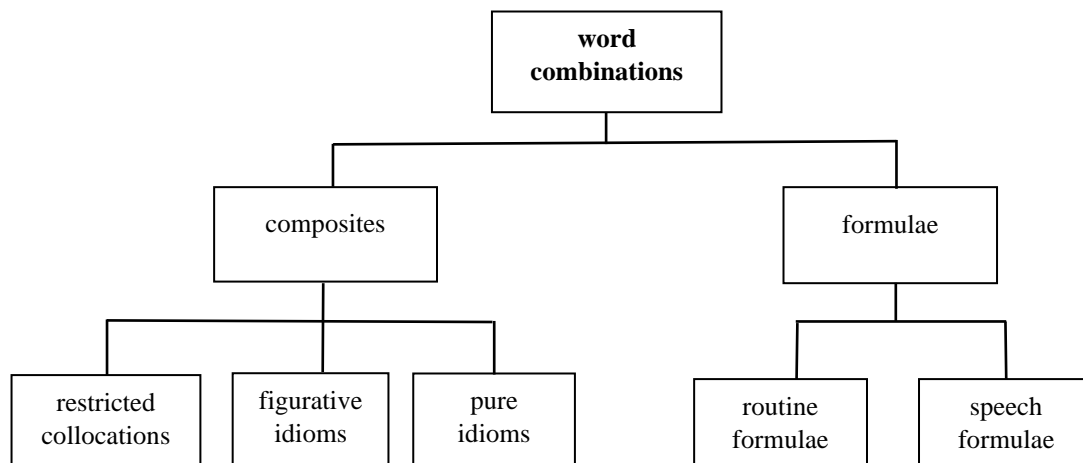 word
combinations
composites
formulae
restricted
collocations
figurative
idioms
pure
idioms
routine
formulae
speech
formulae